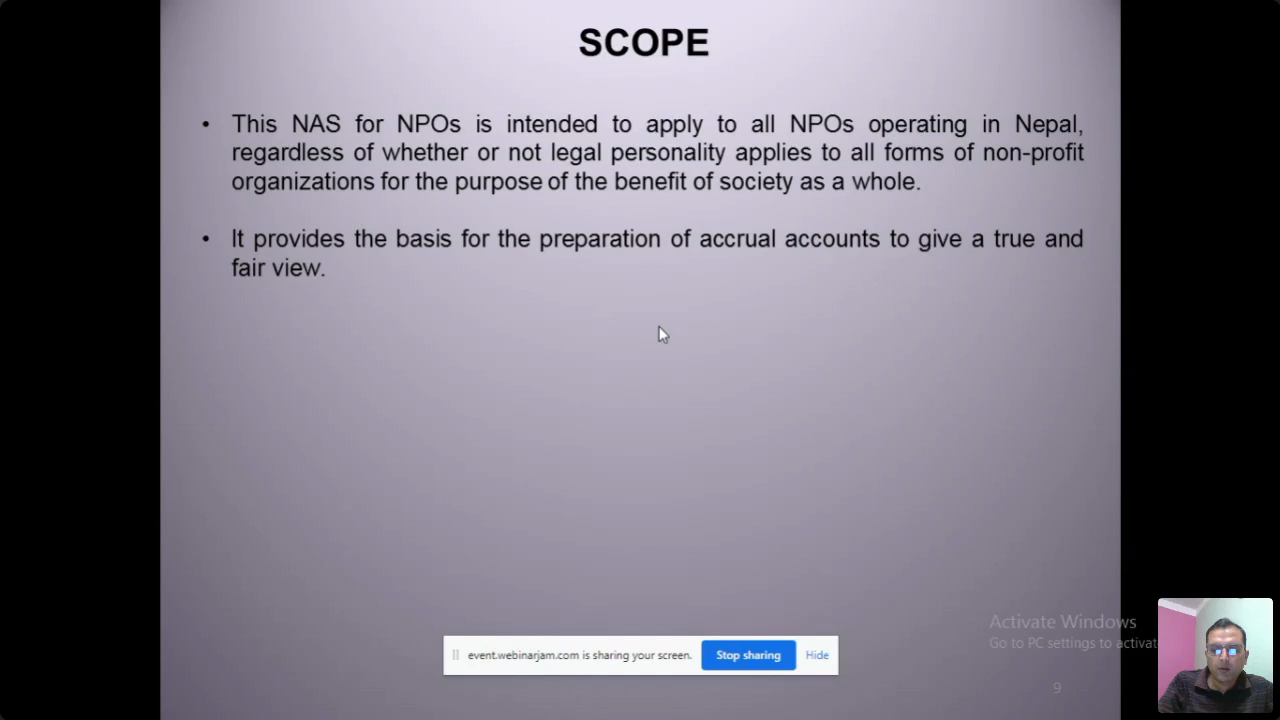 SCOPE
• This NAS for NPOs is intended to apply to all NPOs operating in Nepal,
regardless of whether or not legal personality applies to all forms of non-profit
organizations for the purpose of the benefit of society as a whole.
• It provides the basis for the preparation of accrual accounts to give a true and
fair view.
Activate Windows
Go to PC settings to activat
event.webinarjam.com is sharing your screen. Stop sharing Hide
9